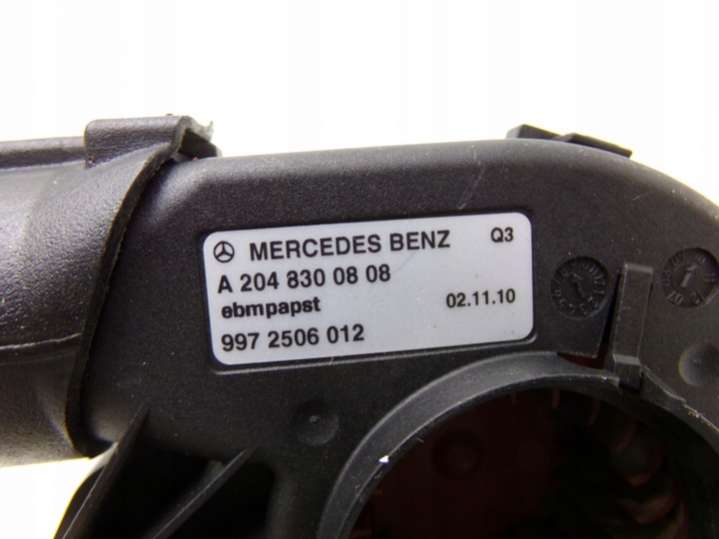 MERCEDES BENZ Q3
A 204 830 08 08
ebmpapst 02.11.10
997 2506 012